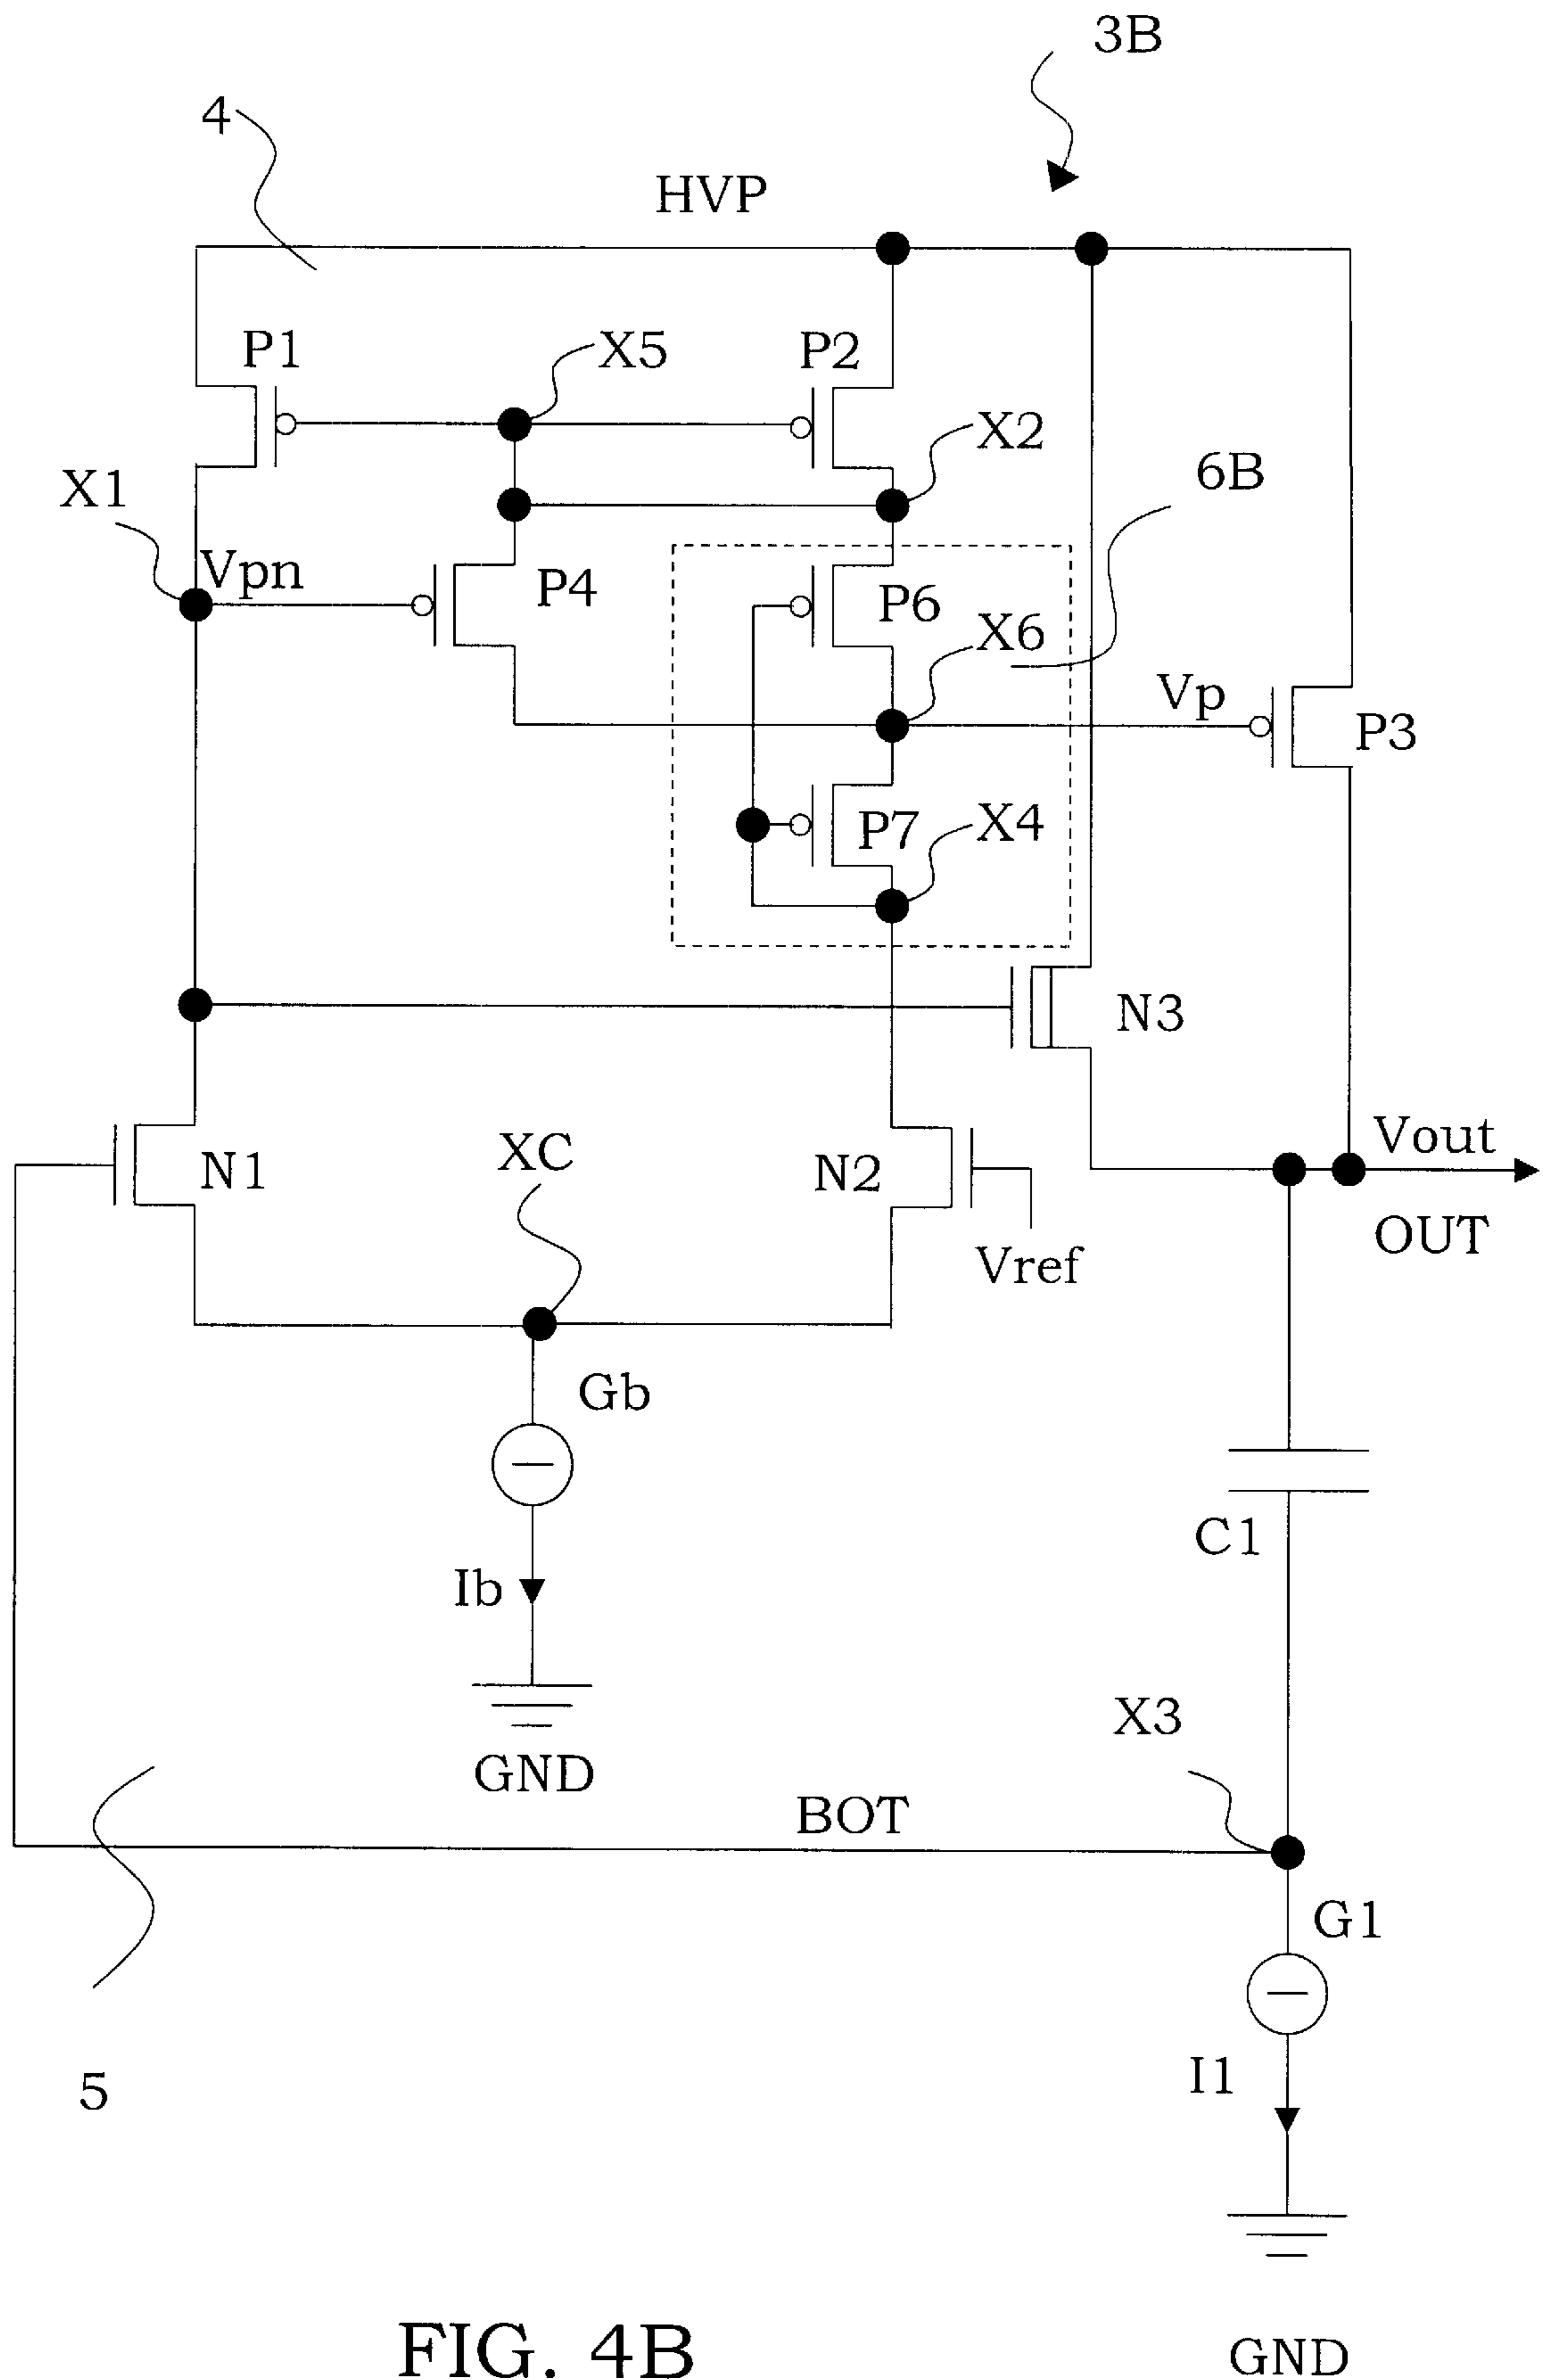 3B
4
HVP
P1
X5
P2
X2
X1
6B
Vpn
P4
P6
X6
Vp
P3
P7
X4
N3
N1
XC
N2
Vout
Vref
OUT
Gb
C1
Ib
X3
GND
BOT
G1
I1
5
FIG. 4B
GND